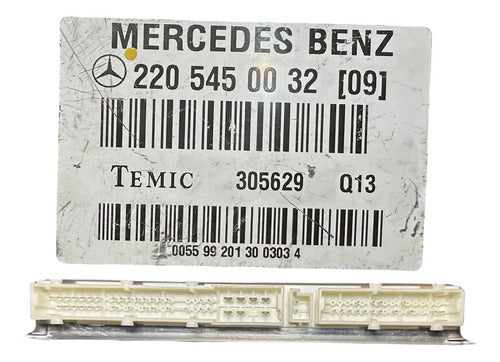 MERCEDES BENZ
220 545 00 32 [09]
TEMIC 305629 Q13
0055 99 201 30 0303 4